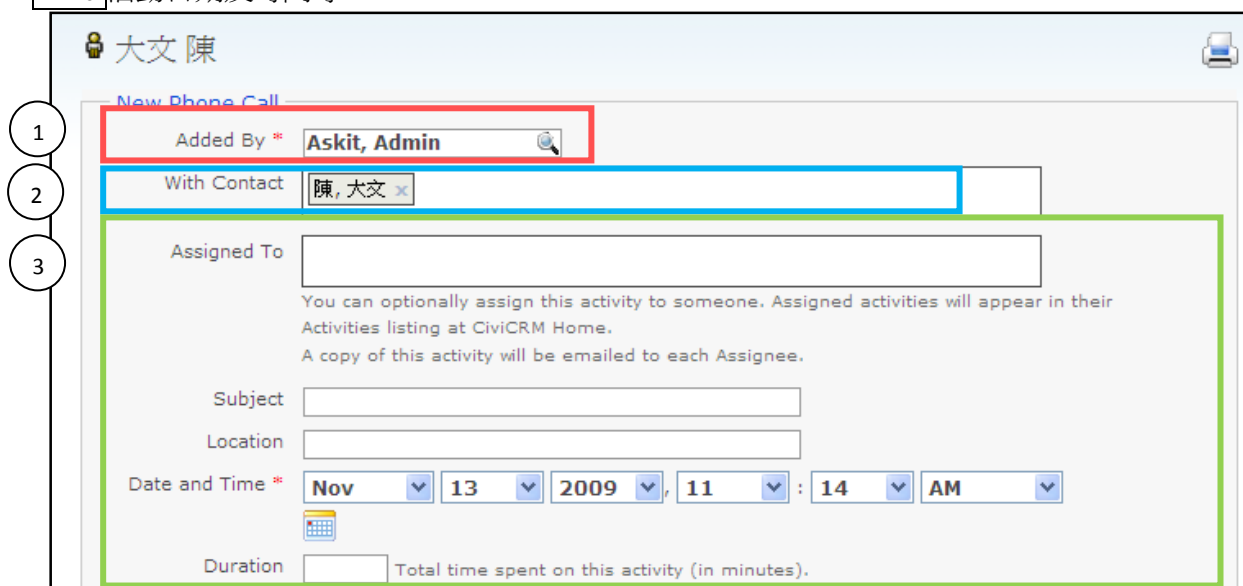 大文 陳
New Phone Call
1
Added By * Askit, Admin
2
With Contact 陳, 大文 ×
3
Assigned To
You can optionally assign this activity to someone. Assigned activities will appear in their
Activities listing at CiviCRM Home.
A copy of this activity will be emailed to each Assignee.
Subject
Location
Date and Time * Nov 13 2009 , 11 : 14 AM
Duration Total time spent on this activity (in minutes).